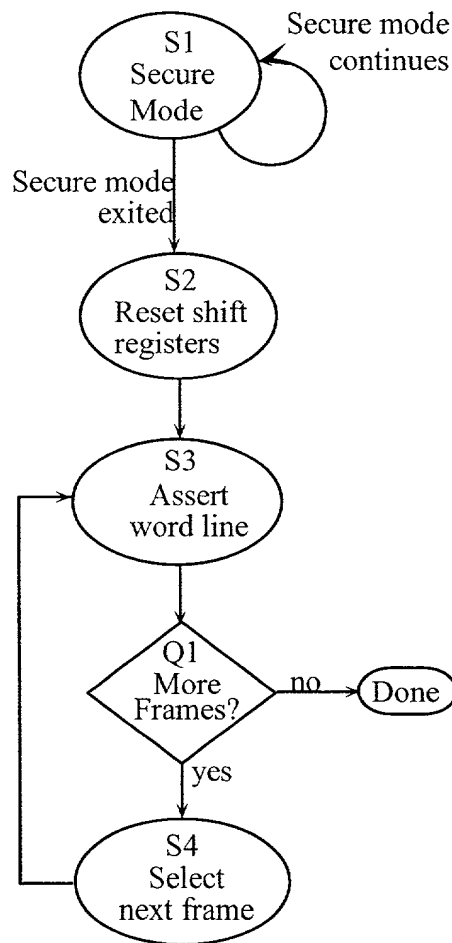 S1
Secure
Mode
Secure mode
continues
Secure mode
exited
S2
Reset shift
registers
S3
Assert
word line
Q1
More
Frames?
no
Done
yes
S4
Select
next frame